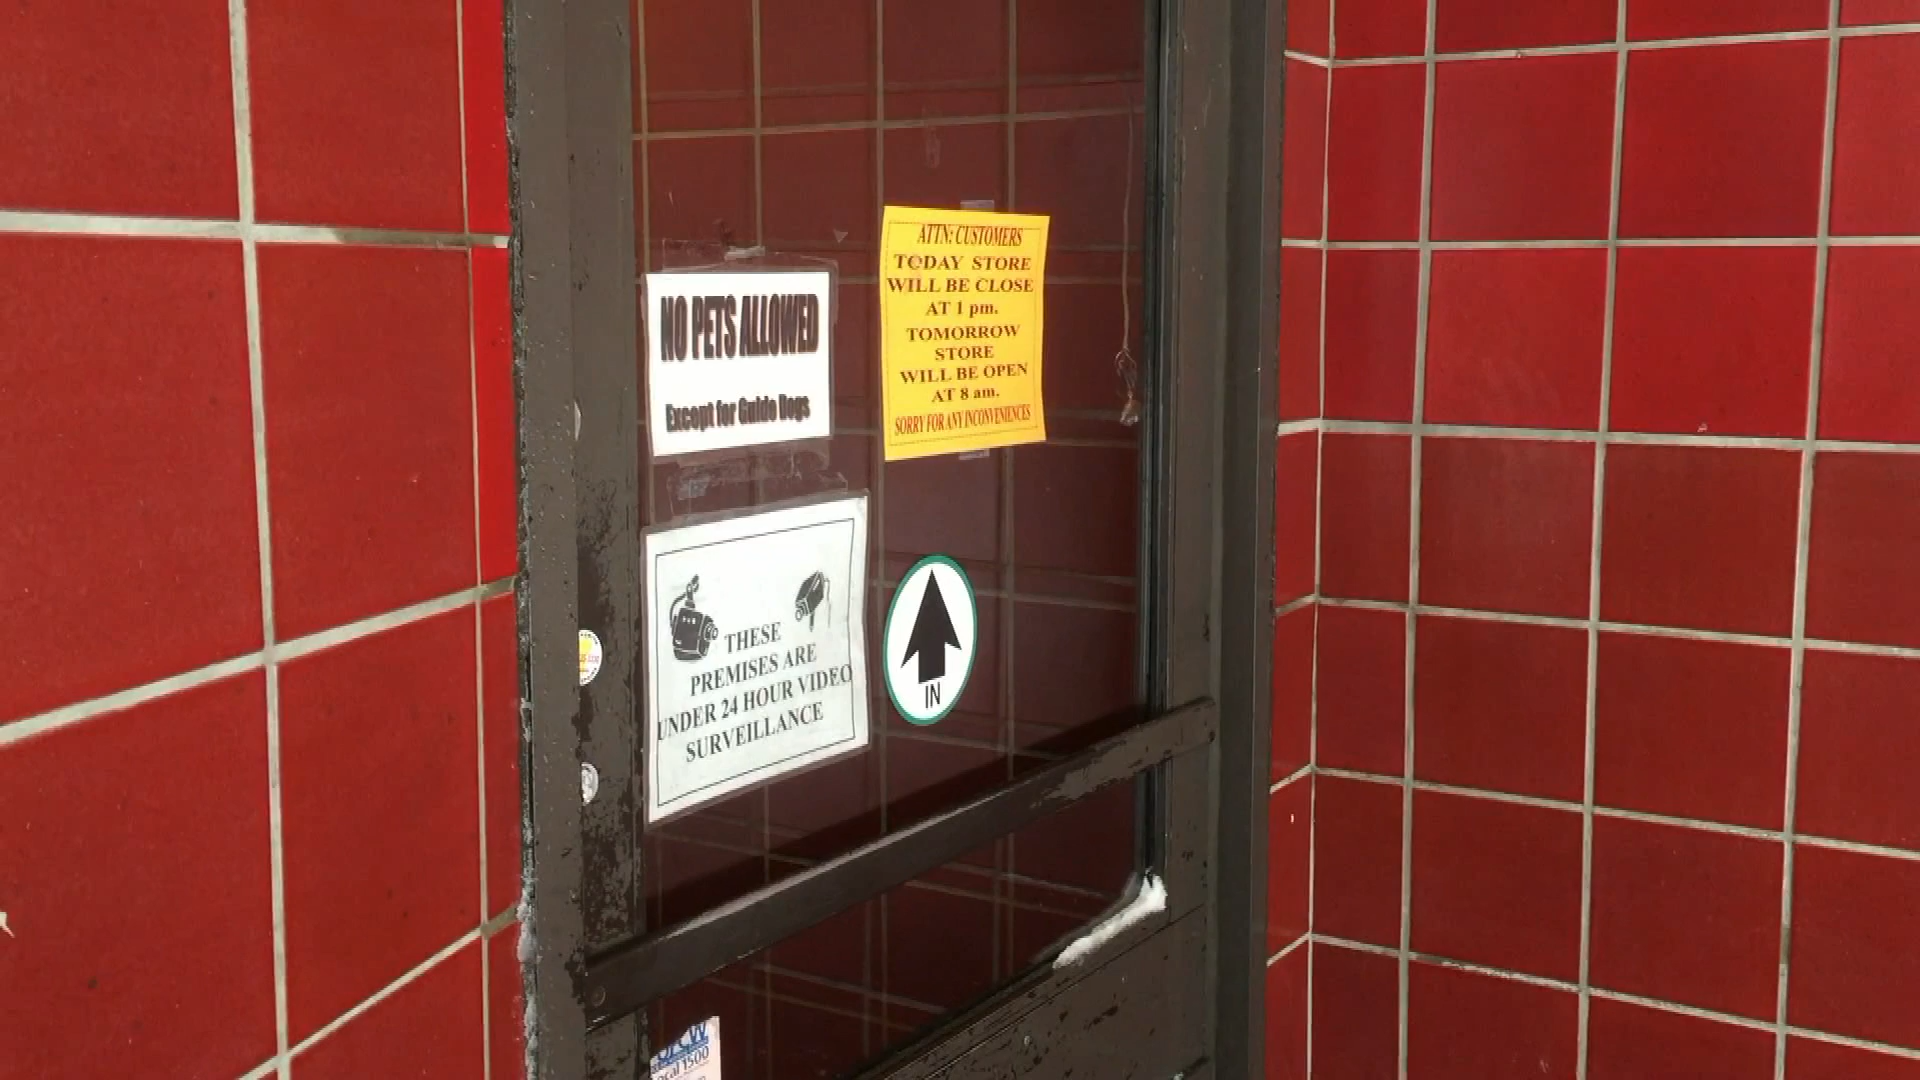 NO PETS ALLOWED
Except for Guide Dogs
ATTN: CUSTOMERS
TODAY STORE
WILL BE CLOSE
AT 1 pm.
TOMORROW
STORE
WILL BE OPEN
AT 8 am.
SORRY FOR ANY INCONVENIENCES
THESE
PREMISES ARE
UNDER 24 HOUR VIDEO
SURVEILLANCE
IN
1500